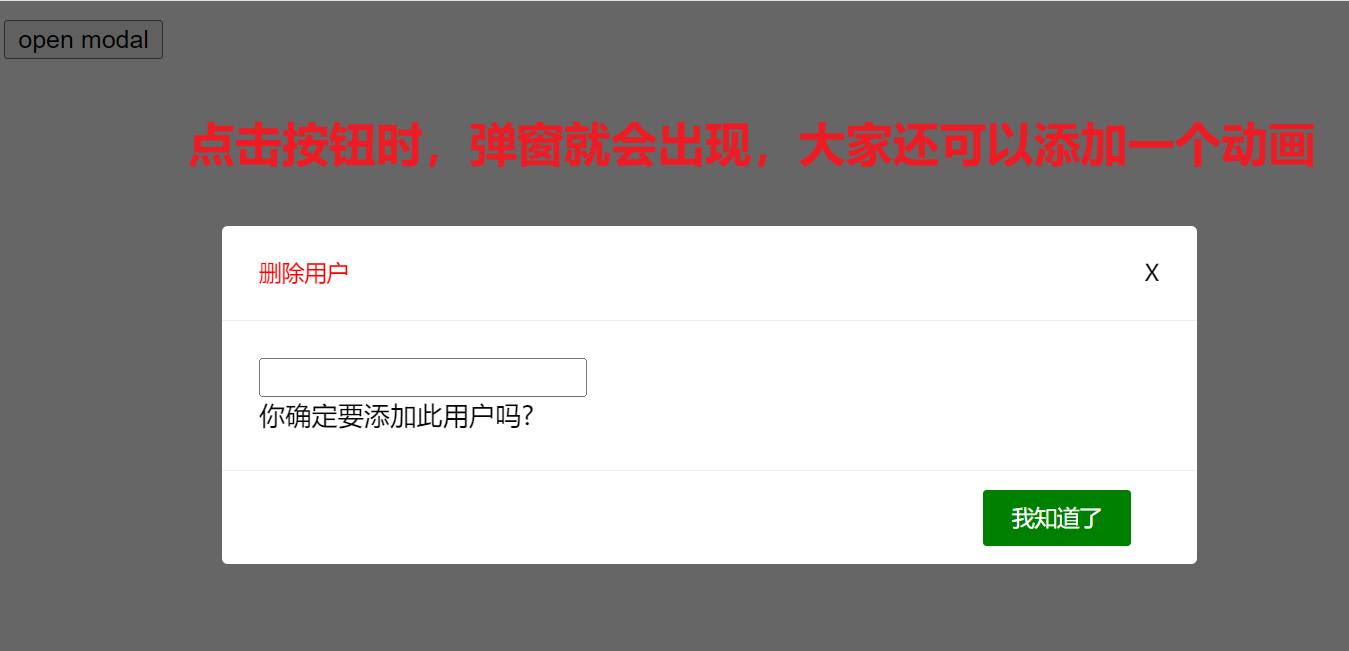 open modal
点击按钮时，弹窗就会出现，大家还可以添加一个动画
删除用户
X
你确定要添加此用户吗?
我知道了